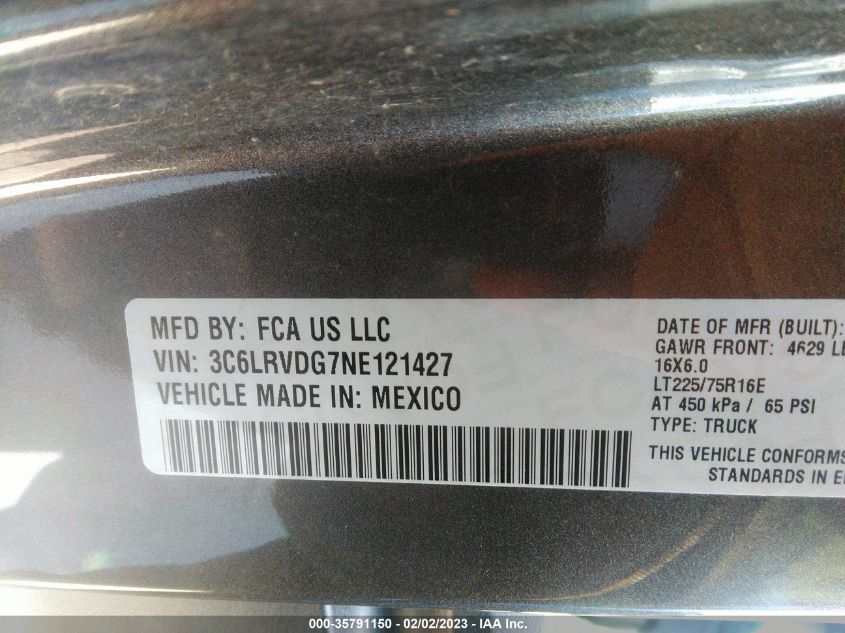 MFD BY: FCA US LLC
VIN: 3C6LRVDG7NE121427
VEHICLE MADE IN: MEXICO
DATE OF MFR (BUILT):
GAWR FRONT: 4629
16X6.0
LT225/75R16E
AT 450 kPa / 65 PSI
TYPE: TRUCK
THIS VEHICLE CONFORMS
STANDARDS IN
000-35791150 - 02/02/2023 - IAA Inc.